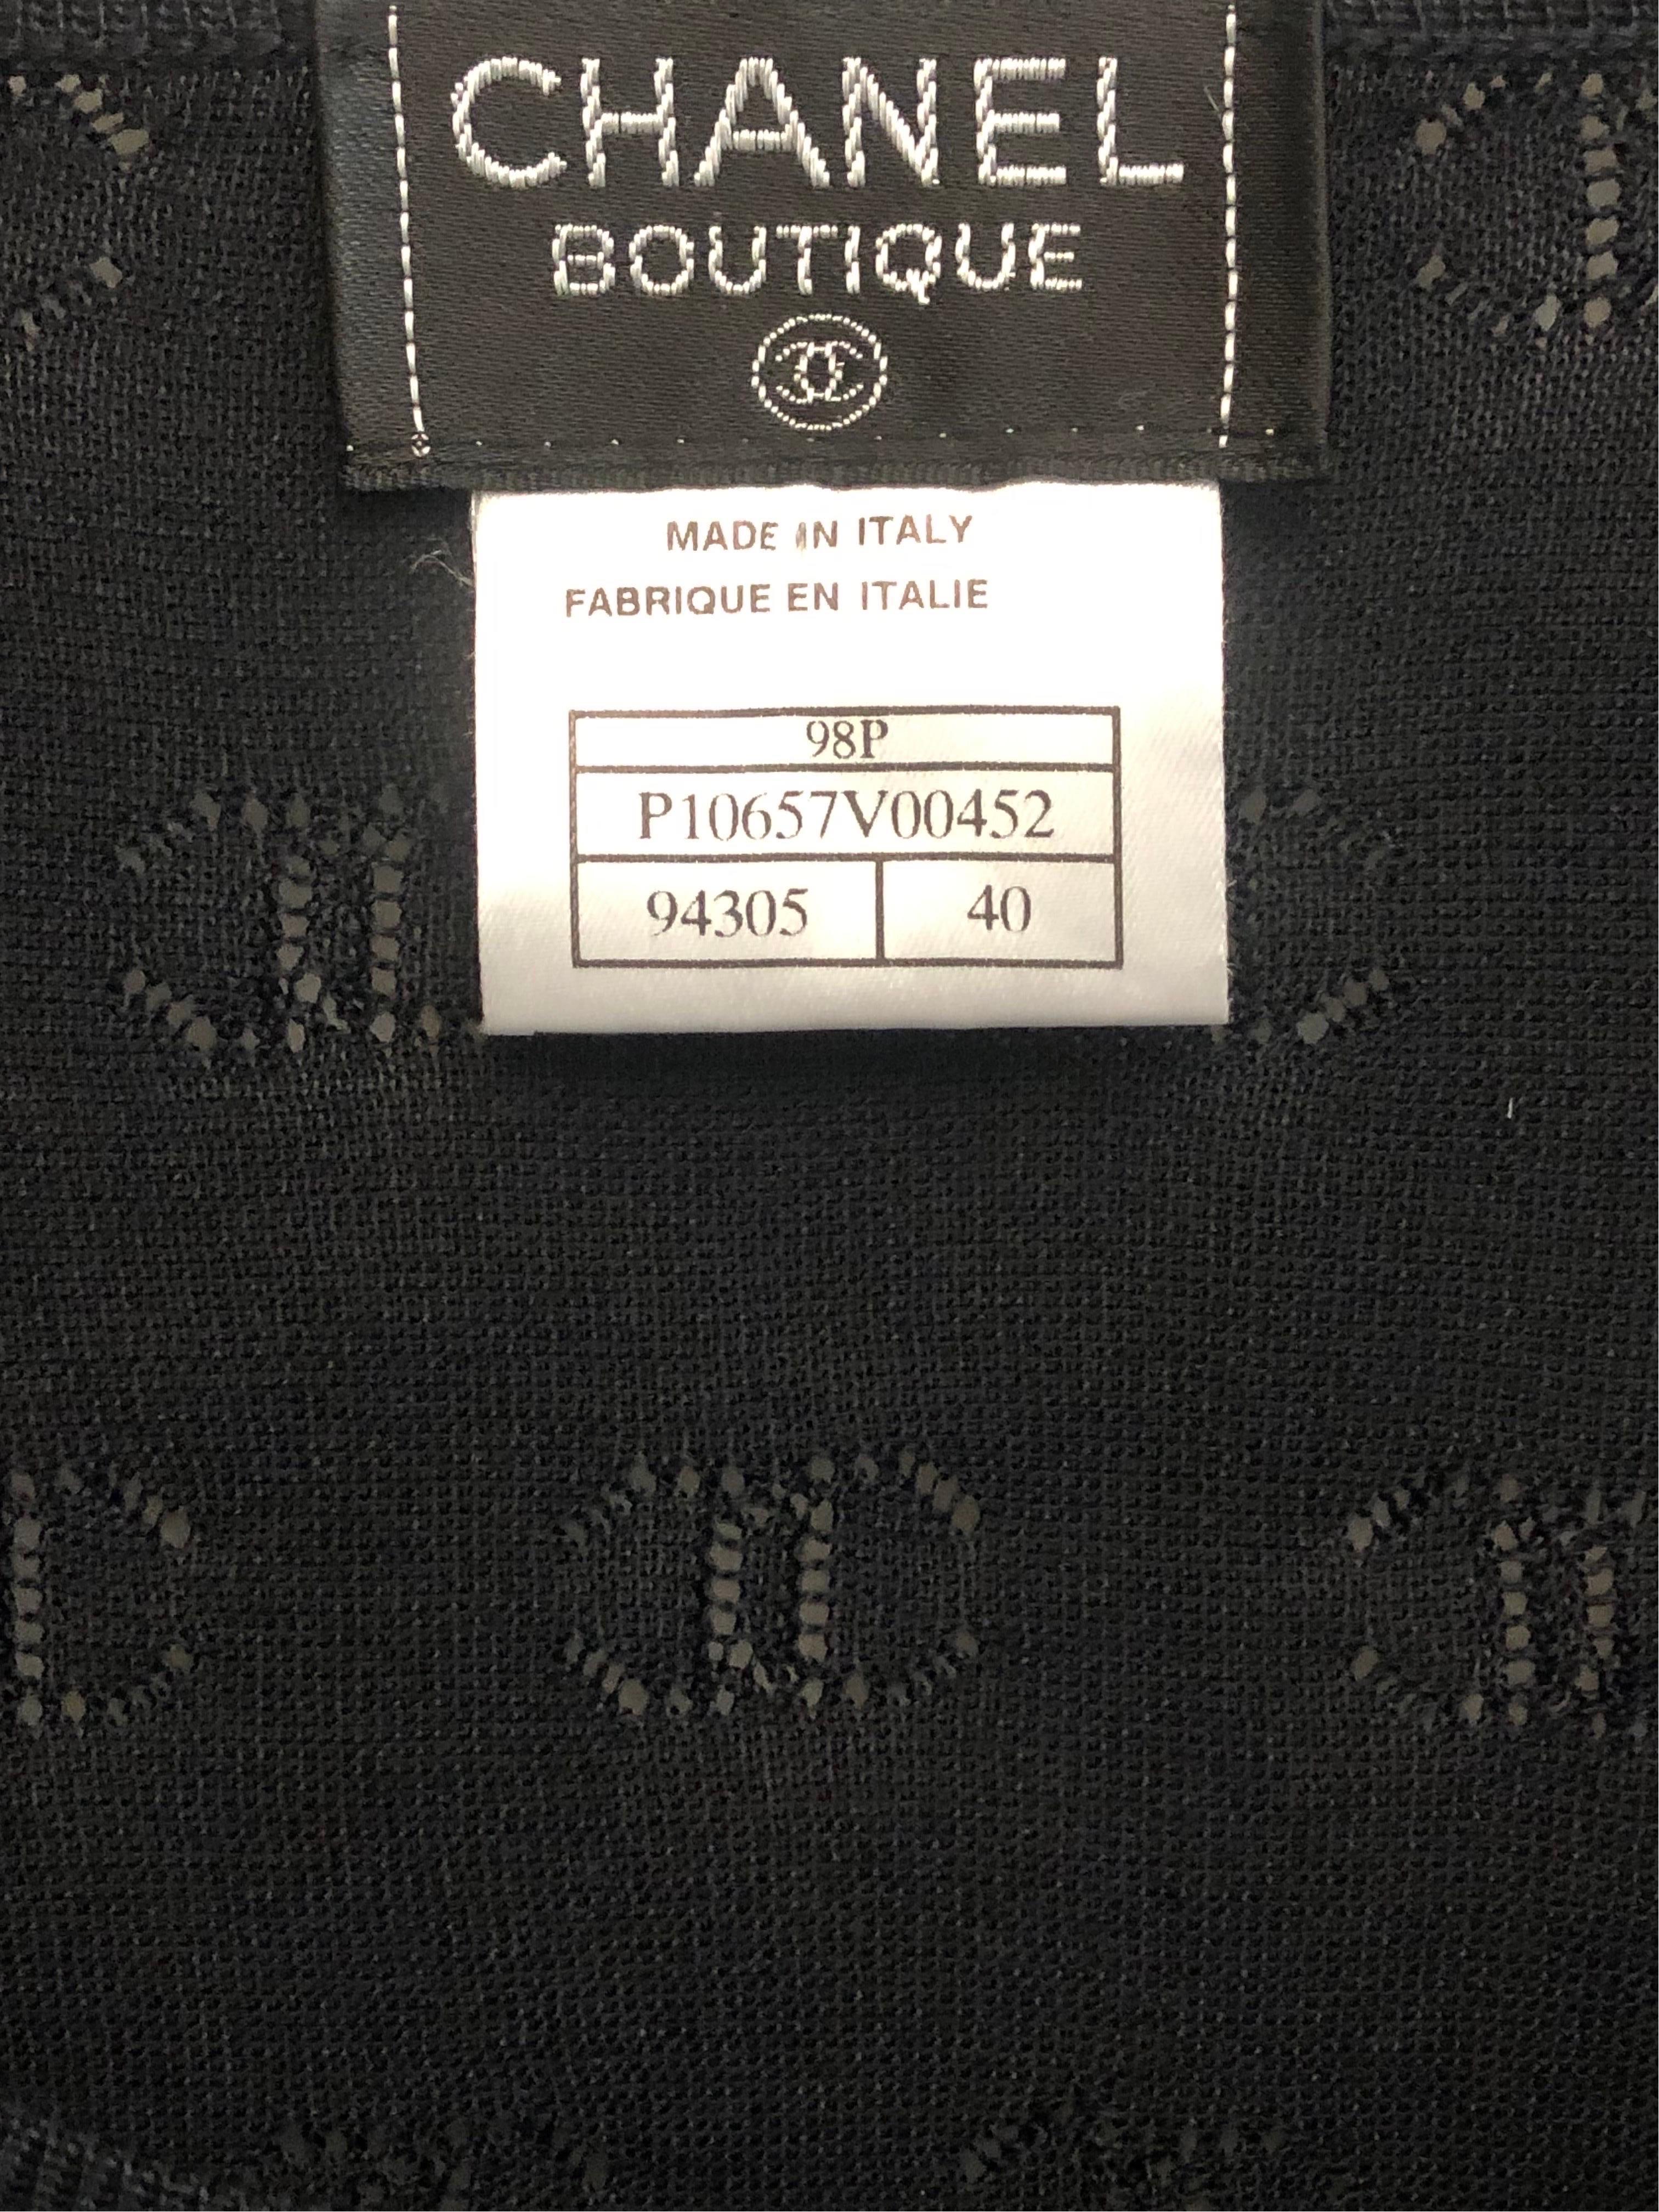 CHANEL
BOUTIQUE
MADE IN ITALY
FABRIQUE EN ITALIE
98P
P10657V00452
94305 40